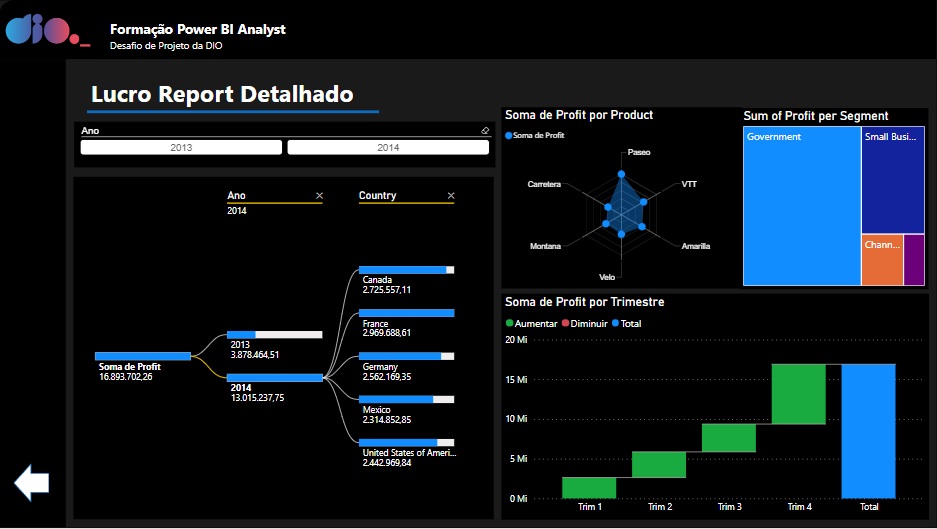 dio.
Formação Power BI Analyst
Desafio de Projeto da DIO
Lucro Report Detalhado
Ano
2013
2014
Ano
2014
Country
Soma de Profit
16.893.702,26
2013
3.878.464,51
2014
13.015.237,75
Canada
2.725.557,11
France
2.969.688,61
Germany
2.562.169,35
Mexico
2.314.852,85
United States of Ameri...
2.442.969,84
Soma de Profit por Product
Soma de Profit
Paseo
VTT
Amarilla
Velo
Montana
Carretera
Sum of Profit per Segment
Government
Small Busi...
Chann...
Soma de Profit por Trimestre
Aumentar Diminuir Total
20 Mi
15 Mi
10 Mi
5 Mi
0 Mi
Trim 1 Trim 2 Trim 3 Trim 4 Total